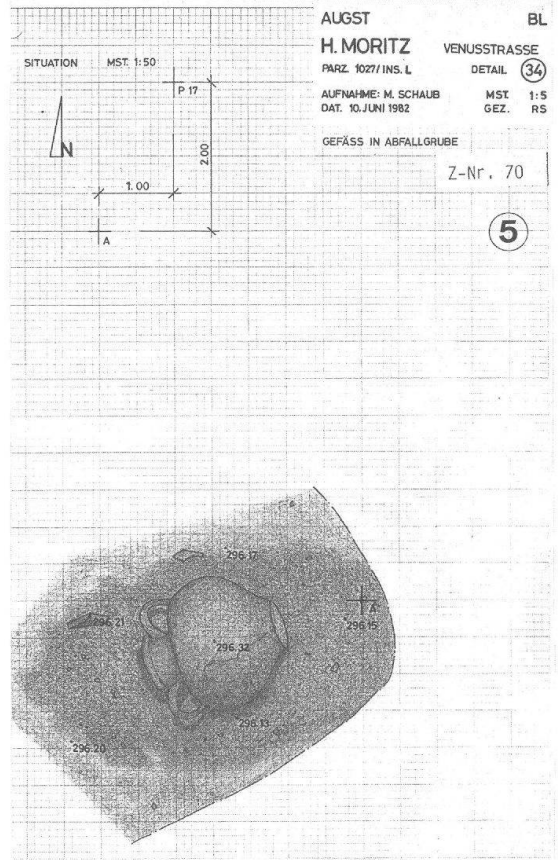 AUGST BL
H. MORITZ VENUSSTRASSE
PARZ. 1027/INS. L DETAIL 34
AUFNAHME: M. SCHAUB MST. 1:5
DAT. 10. JUNI 1982 GEZ. RS
GEFÄSS IN ABFALLGRUBE
Z-Nr. 70
5
SITUATION MST. 1:50
P 17
N
2.00
1.00
A
296.17
A
296.21
296.15
296.32
296.13
296.20